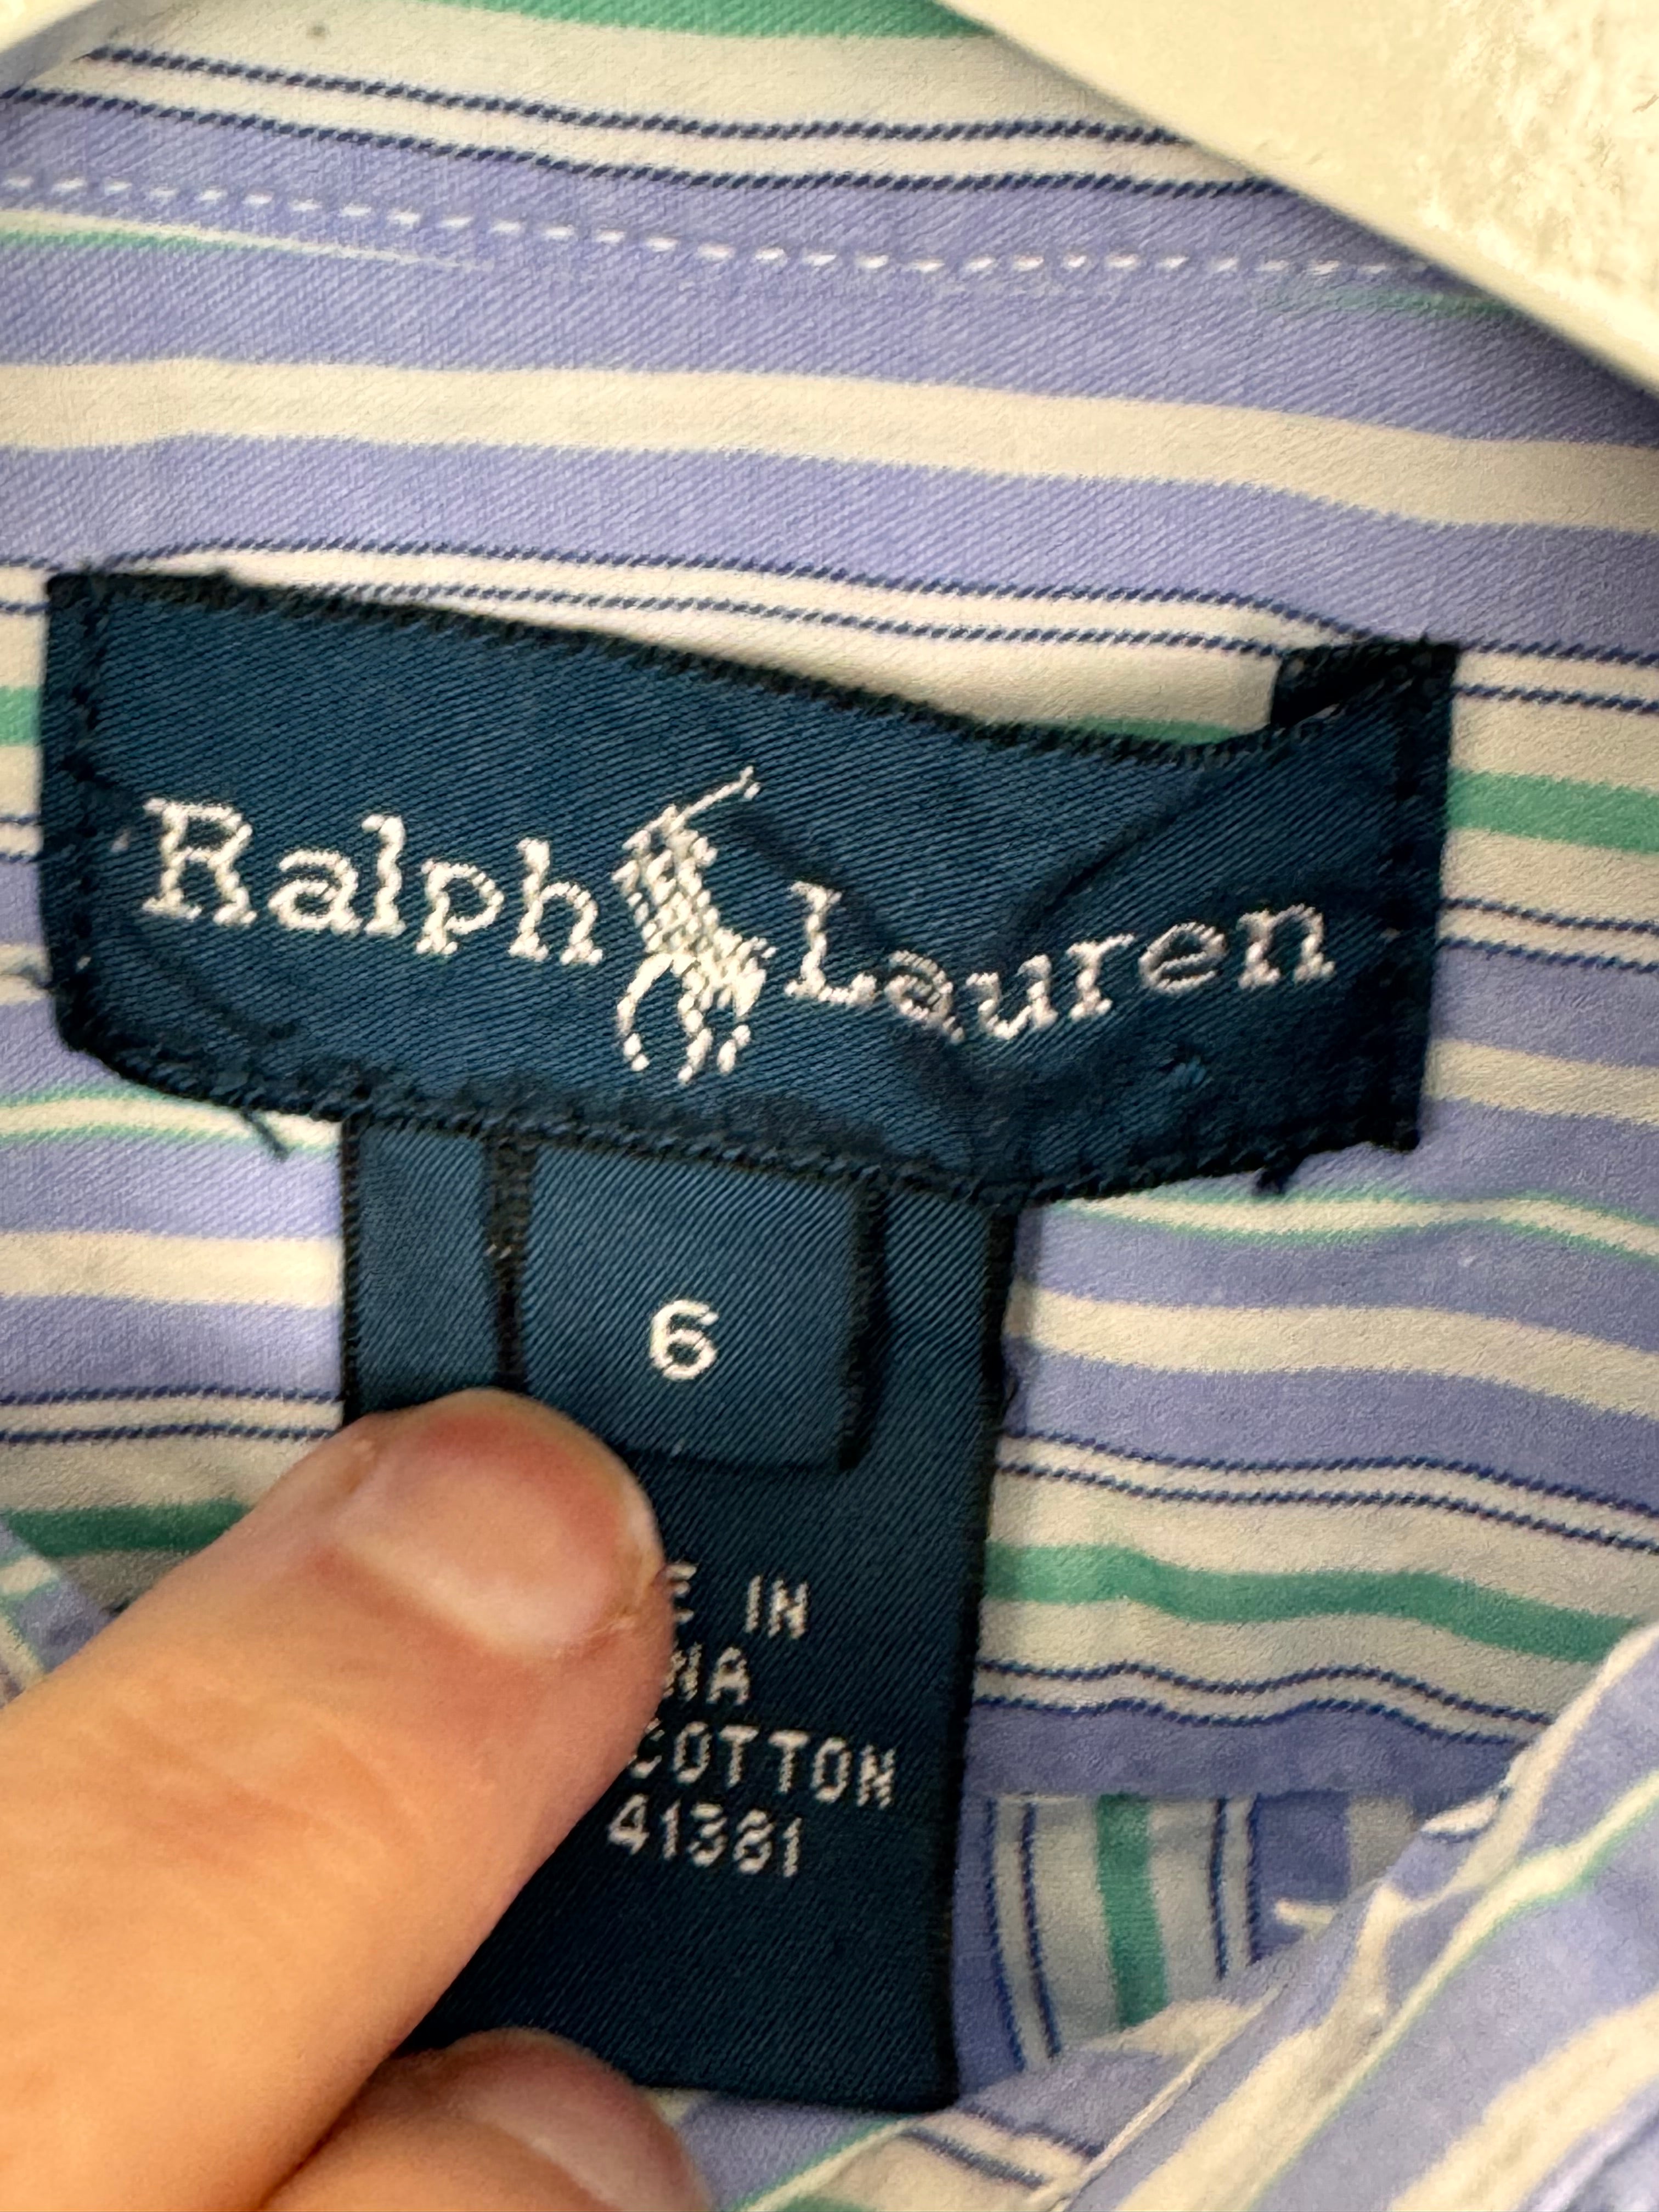 Ralph Lauren
6
E IN
NA
COTTON
41381